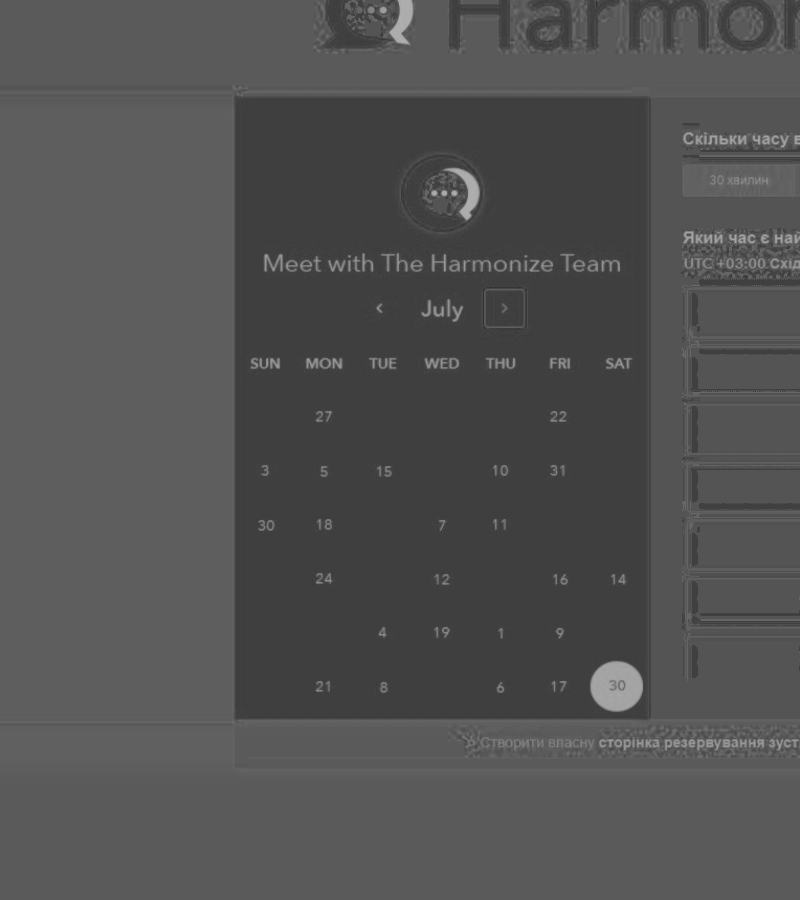 Harmon
Скільки часу в
30 хвилин
Meet with The Harmonize Team
Який час є най
UTC +03:00 Схід
‹ July ›
SUN MON TUE WED THU FRI SAT
27 22
3 5 15 10 31
30 18 7 11
24 12 16 14
4 19 1 9
21 8 6 17 30
Створити власну сторінка резервування зуст